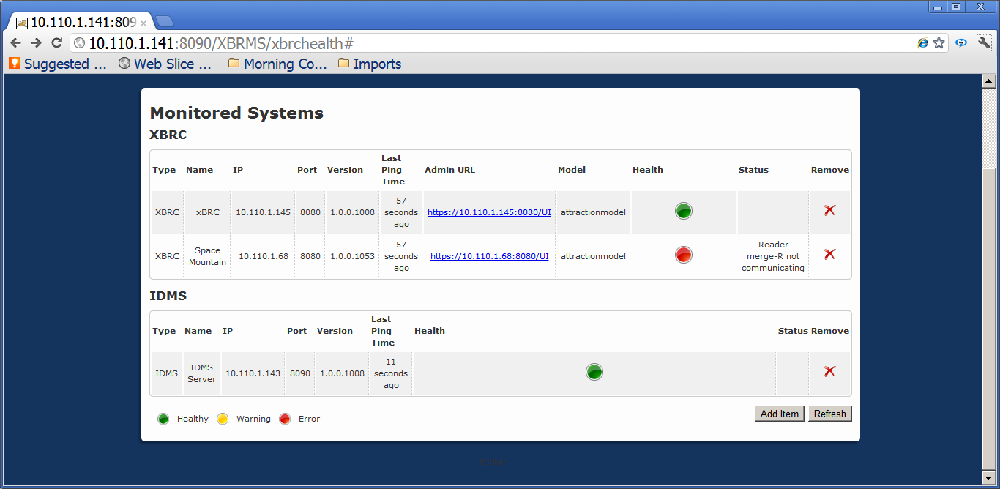 10.110.1.141:809
10.110.1.141:8090/XBRMS/xbrchealth#
Suggested ... Web Slice ... Morning Co... Imports
Monitored Systems
XBRC
Type Name IP Port Version Last Ping Time Admin URL Model Health Status Remove
XBRC xBRC 10.110.1.145 8080 1.0.0.1008 57 seconds ago https://10.110.1.145:8080/UI attractionmodel
XBRC Space Mountain 10.110.1.68 8080 1.0.0.1053 57 seconds ago https://10.110.1.68:8080/UI attractionmodel Reader merge-R not communicating
IDMS
Type Name IP Port Version Last Ping Time Health Status Remove
IDMS IDMS Server 10.110.1.143 8090 1.0.0.1008 11 seconds ago
Healthy Warning Error Add Item Refresh
Footer